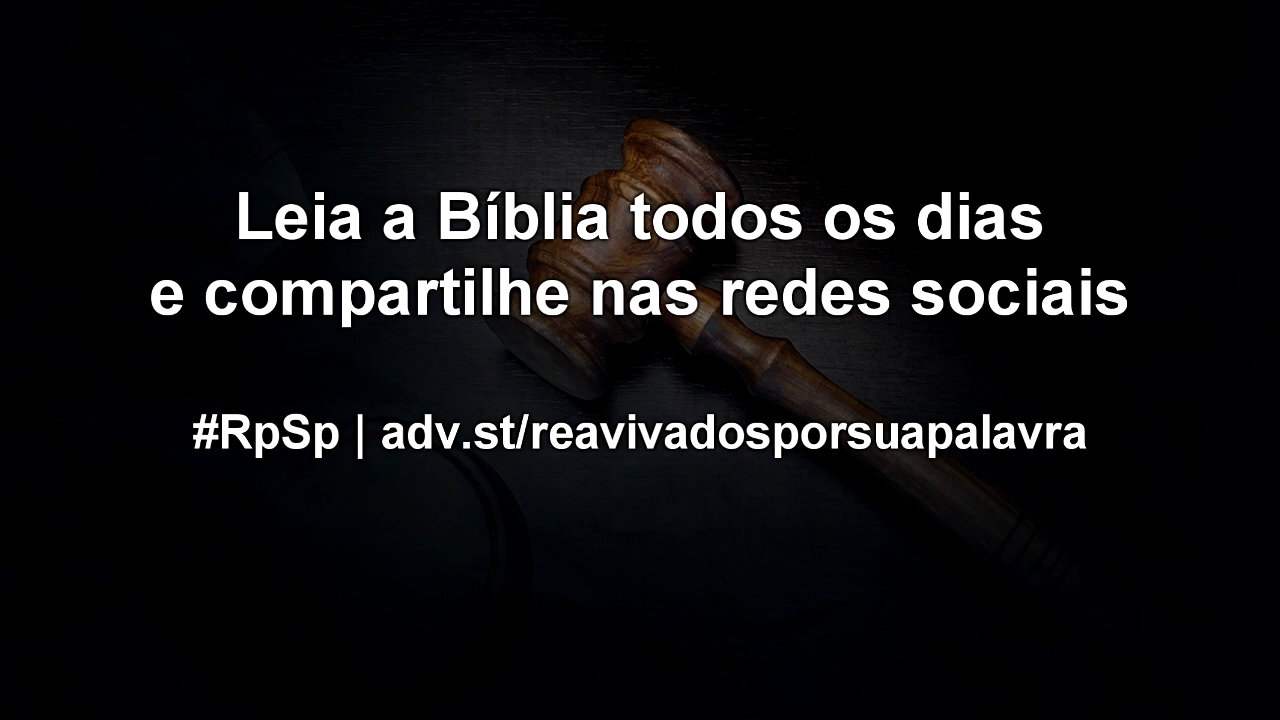 Leia a Bíblia todos os dias
e compartilhe nas redes sociais
#RpSp | adv.st/reavivadosporsuapalavra